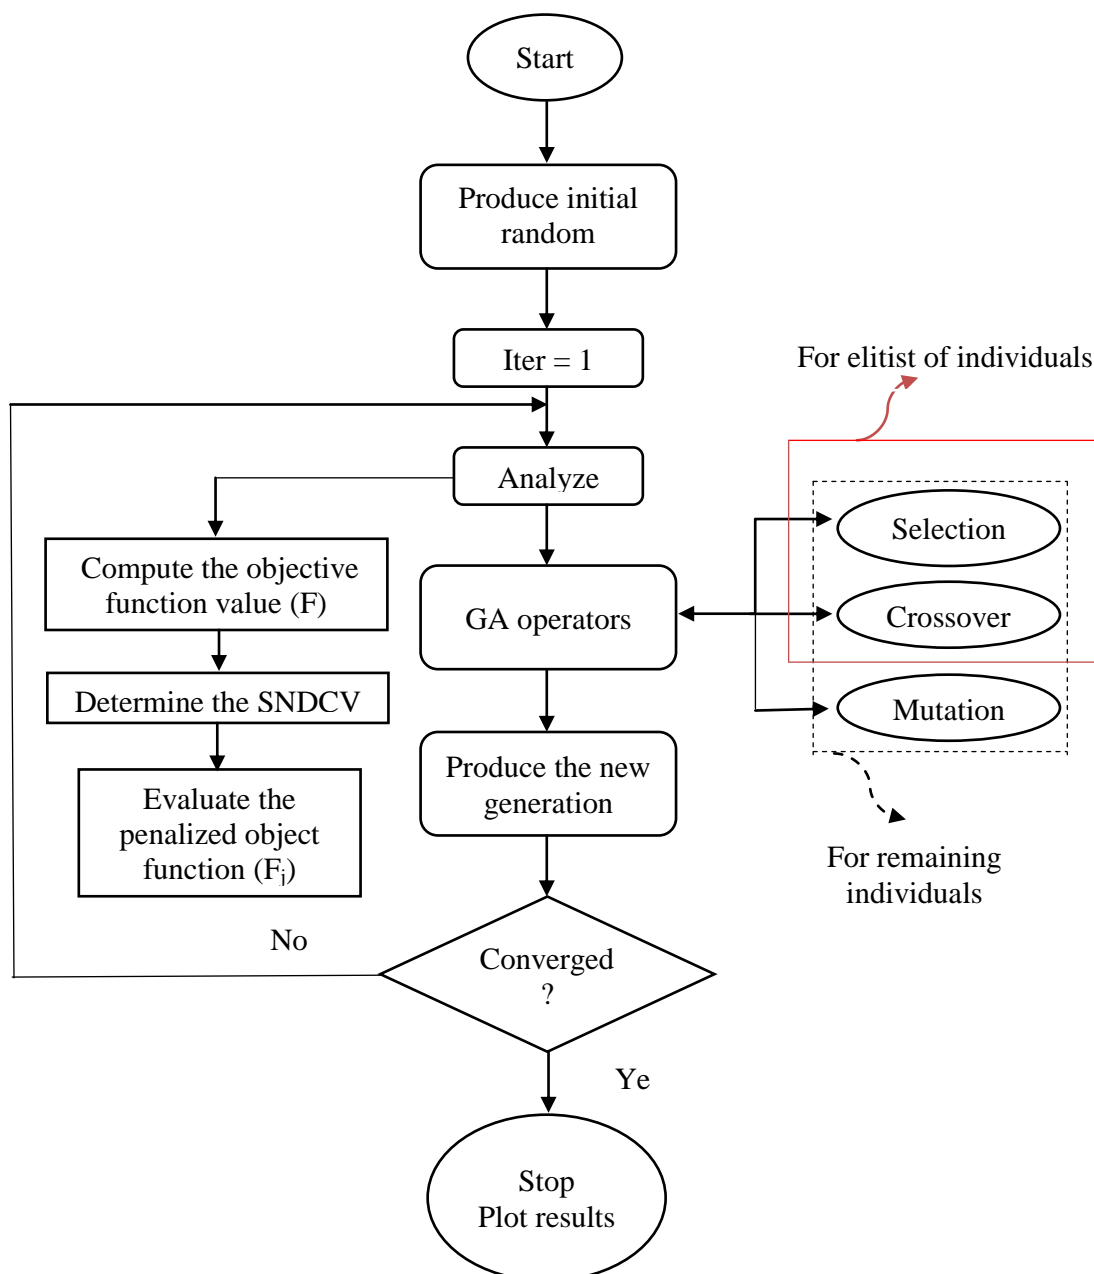 Start
Produce initial
random
Iter = 1
For elitist of individuals
Analyze
Selection
Compute the objective
function value (F)
GA operators
Crossover
Determine the SNDCV
Mutation
Produce the new
generation
Evaluate the
penalized object
function (Fj)
For remaining
individuals
No
Converged
?
Ye
Stop
Plot results